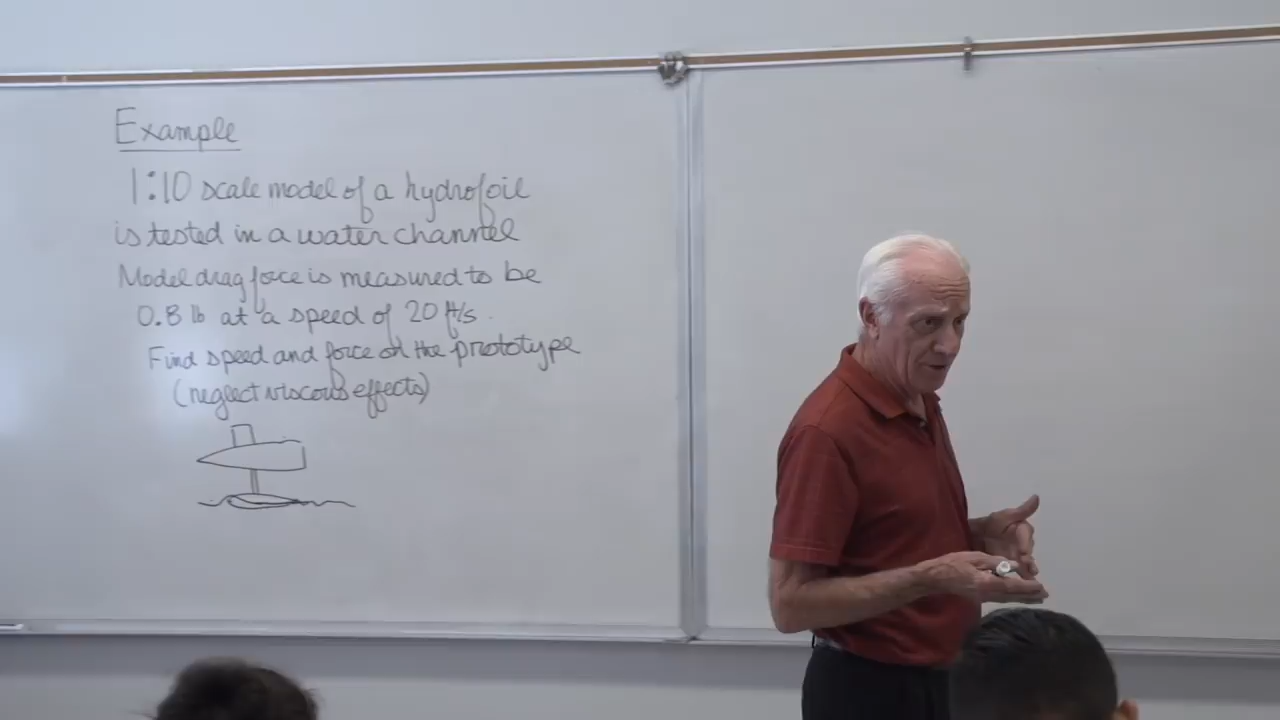 Example
1:10 scale model of a hydrofoil
is tested in a water channel
Model drag force is measured to be
0.8 lb at a speed of 20 ft/s.
Find speed and force on the prototype
(neglect viscous effects)